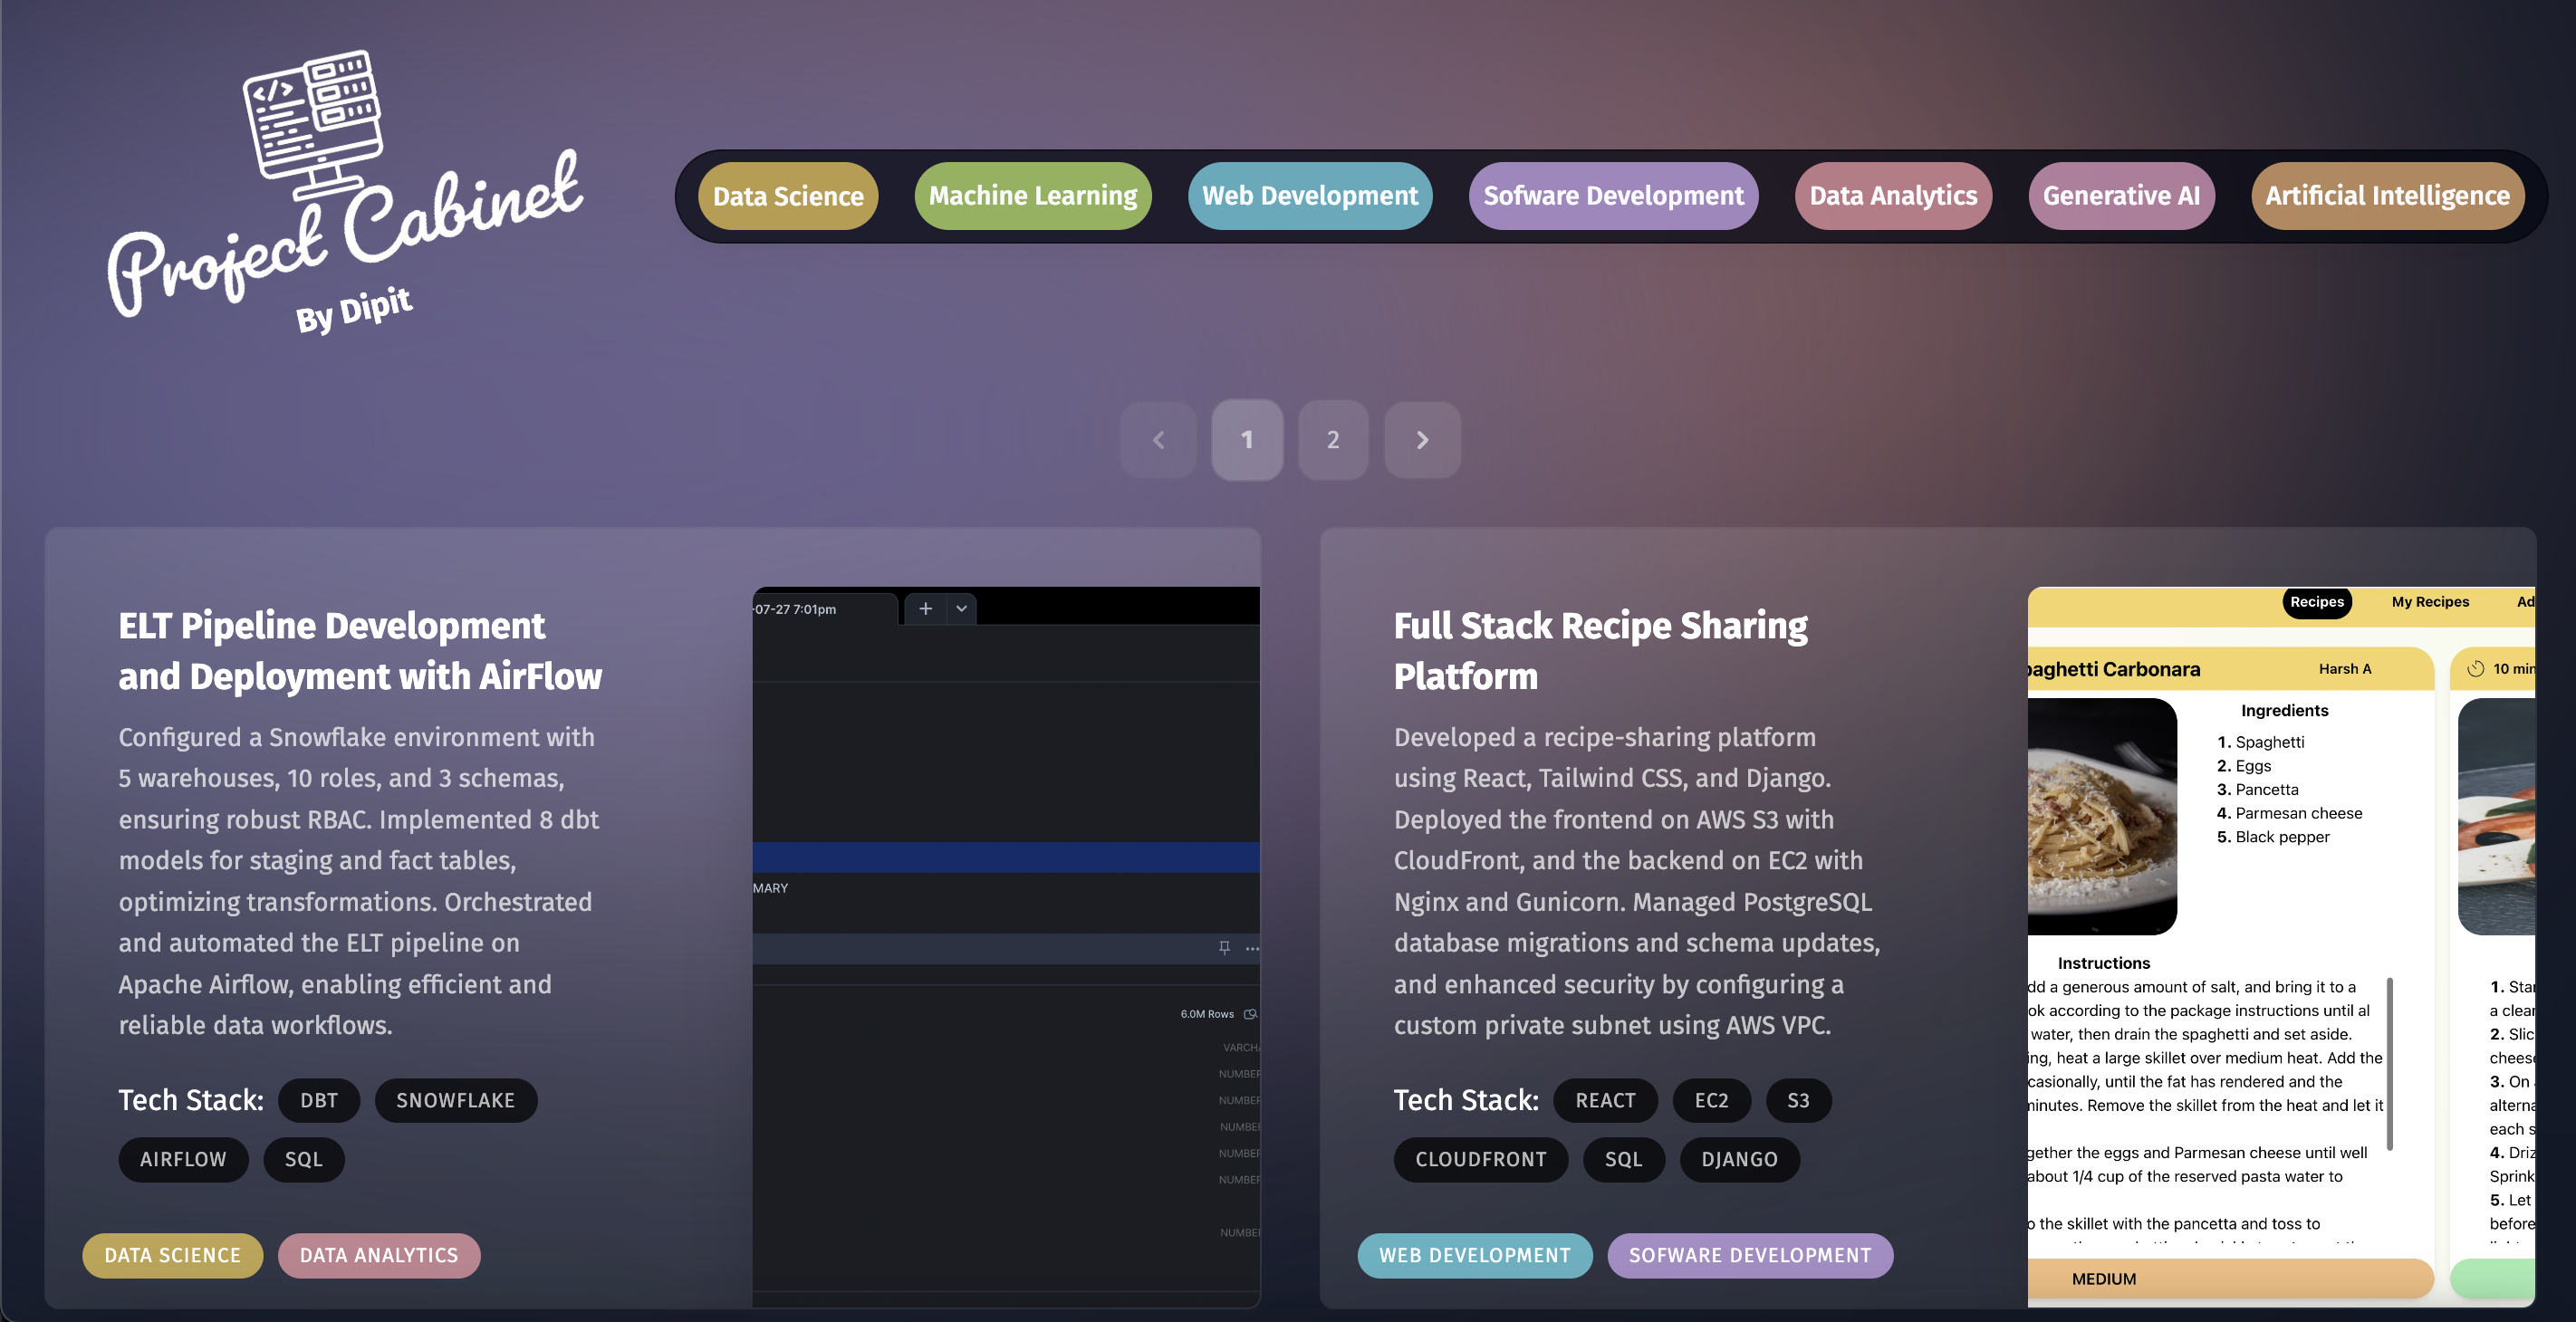 </>
Project Cabinet
By Dipit
Data Science
Machine Learning
Web Development
Sofware Development
Data Analytics
Generative AI
Artificial Intelligence
1
2
ELT Pipeline Development
and Deployment with AirFlow
Configured a Snowflake environment with
5 warehouses, 10 roles, and 3 schemas,
ensuring robust RBAC. Implemented 8 dbt
models for staging and fact tables,
optimizing transformations. Orchestrated
and automated the ELT pipeline on
Apache Airflow, enabling efficient and
reliable data workflows.
Tech Stack: DBT SNOWFLAKE
AIRFLOW SQL
DATA SCIENCE DATA ANALYTICS
-07-27 7:01pm
MARY
6.0M Rows
VARCHA
NUMBER
NUMBER
NUMBER
NUMBER
NUMBER
NUMBER
Full Stack Recipe Sharing
Platform
Developed a recipe-sharing platform
using React, Tailwind CSS, and Django.
Deployed the frontend on AWS S3 with
CloudFront, and the backend on EC2 with
Nginx and Gunicorn. Managed PostgreSQL
database migrations and schema updates,
and enhanced security by configuring a
custom private subnet using AWS VPC.
Tech Stack: REACT EC2 S3
CLOUDFRONT SQL DJANGO
WEB DEVELOPMENT SOFWARE DEVELOPMENT
Recipes My Recipes Ad
paghetti Carbonara Harsh A
Ingredients
1. Spaghetti
2. Eggs
3. Pancetta
4. Parmesan cheese
5. Black pepper
Instructions
dd a generous amount of salt, and bring it to a
ok according to the package instructions until al
water, then drain the spaghetti and set aside.
ing, heat a large skillet over medium heat. Add the
casionally, until the fat has rendered and the
minutes. Remove the skillet from the heat and let it
gether the eggs and Parmesan cheese until well
about 1/4 cup of the reserved pasta water to
o the skillet with the pancetta and toss to
MEDIUM
10 min
1. Star
a clear
2. Slic
cheese
3. On
alterna
each s
4. Driz
Sprink
5. Let
before